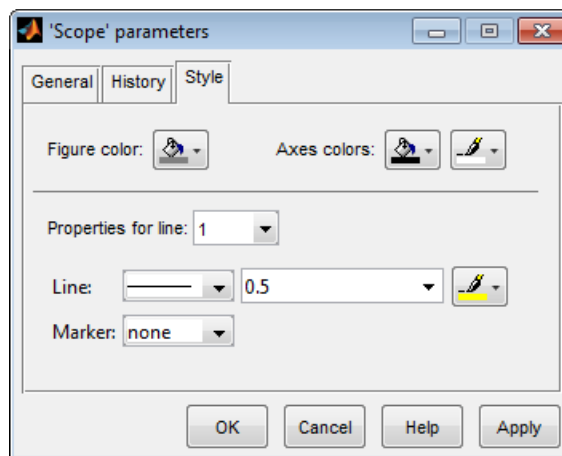 'Scope' parameters
General History Style
Figure color: Axes colors:
Properties for line: 1
Line: 0.5
Marker: none
OK Cancel Help Apply